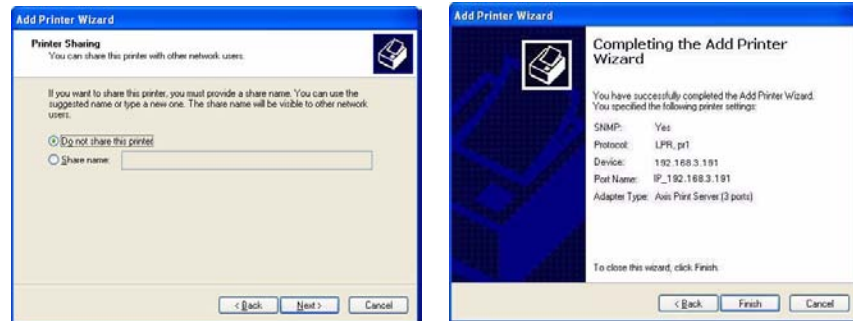 Add Printer Wizard
Printer Sharing
You can share this printer with other network users.
If you want to share this printer, you must provide a share name. You can use the
suggested name or type a new one. The share name will be visible to other network
users.
Do not share this printer
Share name:
< Back
Next >
Cancel
Add Printer Wizard
Completing the Add Printer
Wizard
You have successfully completed the Add Printer Wizard.
You specified the following printer settings:
SNMP: Yes
Protocol: LPR, pr1
Device: 192.168.3.191
Port Name: IP_192.168.3.191
Adapter Type: Axis Print Server (3 ports)
To close this wizard, click Finish.
< Back
Finish
Cancel